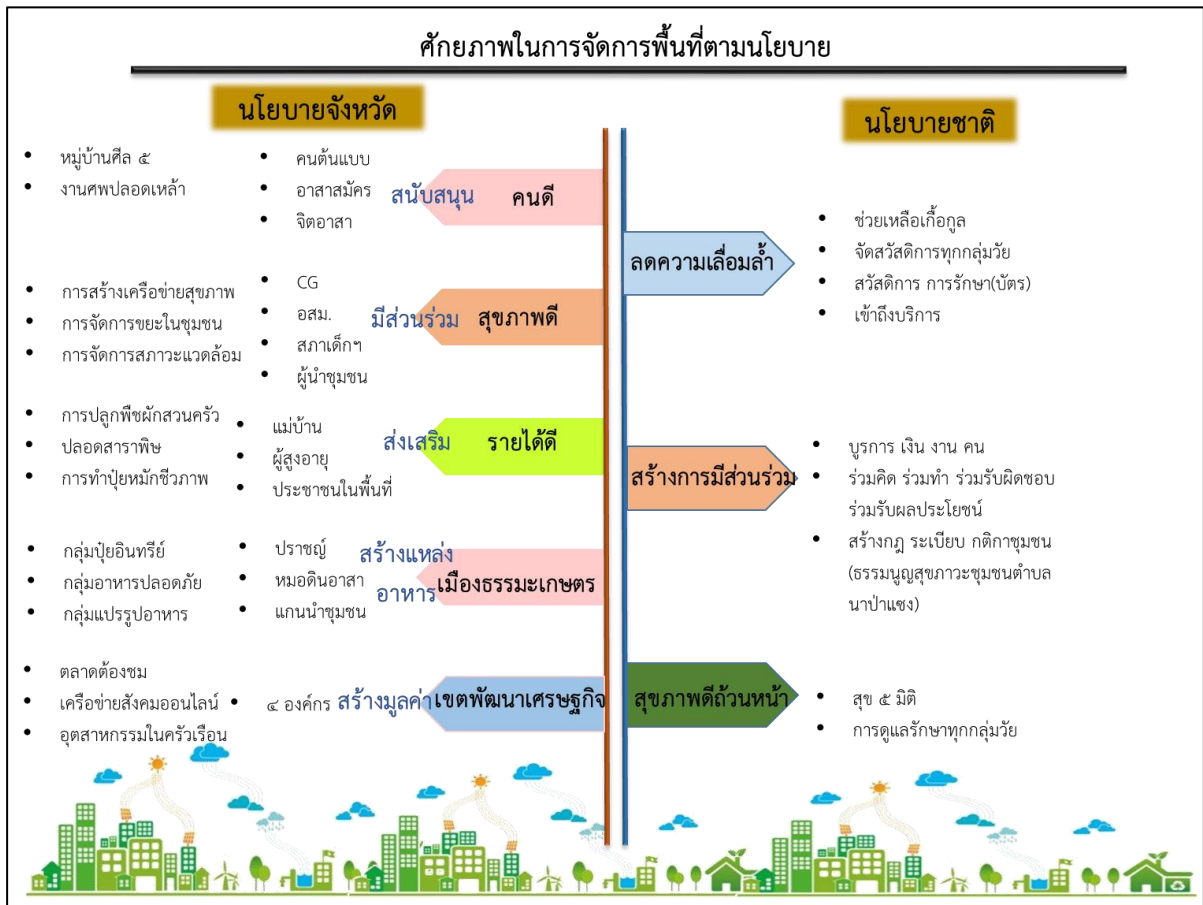 ศักยภาพในการจัดการพื้นที่ตามนโยบาย
นโยบายจังหวัด
• หมู่บ้านศีล ๕
• งานศพปลอดเหล้า
• คนต้นแบบ
• อาสาสมัคร
• จิตอาสา
สนับสนุน
คนดี
• การสร้างเครือข่ายสุขภาพ
• การจัดการขยะในชุมชน
• การจัดการสภาวะแวดล้อม
• CG
• อสม.
• สภาเด็กฯ
• ผู้นำชุมชน
มีส่วนร่วม
สุขภาพดี
• การปลูกพืชผักสวนครัว
• ปลอดสาราพิษ
• การทำปุ๋ยหมักชีวภาพ
• แม่บ้าน
• ผู้สูงอายุ
• ประชาชนในพื้นที่
ส่งเสริม
รายได้ดี
• กลุ่มปุ๋ยอินทรีย์
• กลุ่มอาหารปลอดภัย
• กลุ่มแปรรูปอาหาร
• ปราชญ์
• หมอดินอาสา
• แกนนำชุมชน
สร้างแหล่ง
อาหาร
เมืองธรรมะเกษตร
• ตลาดต้องชม
• เครือข่ายสังคมออนไลน์
• อุตสาหกรรมในครัวเรือน
• ๔ องค์กร
สร้างมูลค่า
เขตพัฒนาเศรษฐกิจ
นโยบายชาติ
ลดความเลื่อมล้ำ
• ช่วยเหลือเกื้อกูล
• จัดสวัสดิการทุกกลุ่มวัย
• สวัสดิการ การรักษา(บัตร)
• เข้าถึงบริการ
สร้างการมีส่วนร่วม
• บูรการ เงิน งาน คน
• ร่วมคิด ร่วมทำ ร่วมรับผิดชอบ
ร่วมรับผลประโยชน์
• สร้างกฎ ระเบียบ กติกาชุมชน
(ธรรมนูญสุขภาวะชุมชนตำบล
นาป่าแซง)
สุขภาพดีถ้วนหน้า
• สุข ๕ มิติ
• การดูแลรักษาทุกกลุ่มวัย